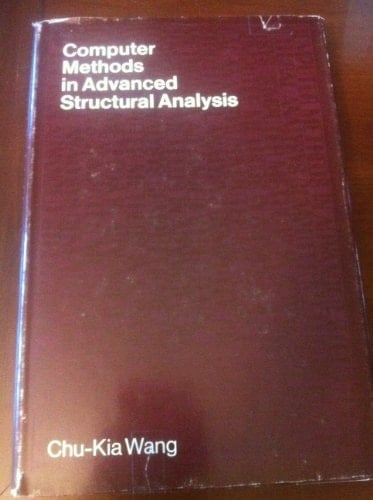 Computer
Methods
in Advanced
Structural Analysis
Chu-Kia Wang